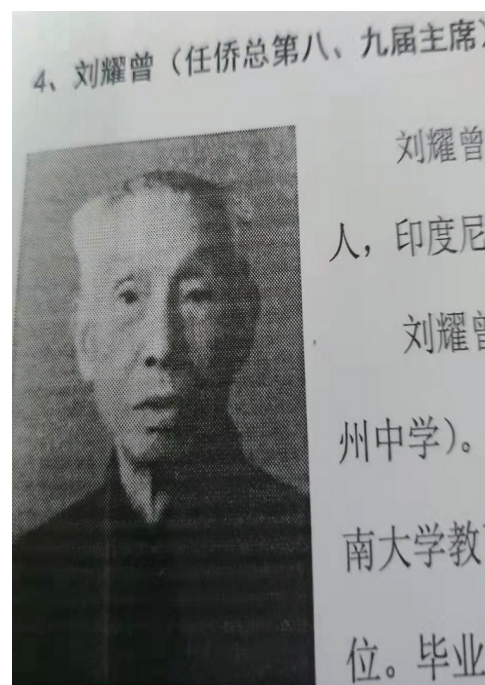 4、刘耀曾（任侨总第八、九届主席）
刘耀曾
人，印度尼
刘耀曾
州中学）。
南大学教
位。毕业